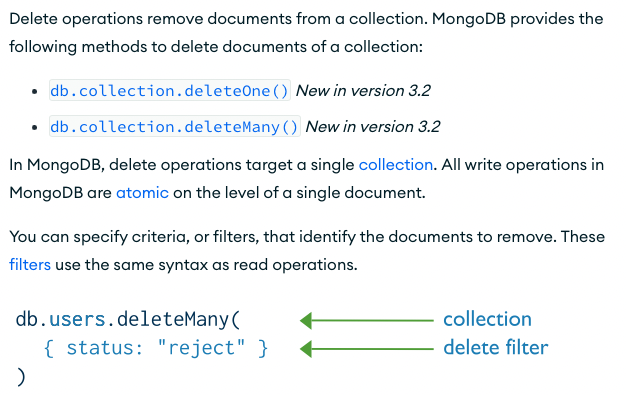 Delete operations remove documents from a collection. MongoDB provides the
following methods to delete documents of a collection:
• db.collection.deleteOne() New in version 3.2
• db.collection.deleteMany() New in version 3.2
In MongoDB, delete operations target a single collection. All write operations in
MongoDB are atomic on the level of a single document.
You can specify criteria, or filters, that identify the documents to remove. These
filters use the same syntax as read operations.
db.users.deleteMany( collection
{ status: "reject" } delete filter
)